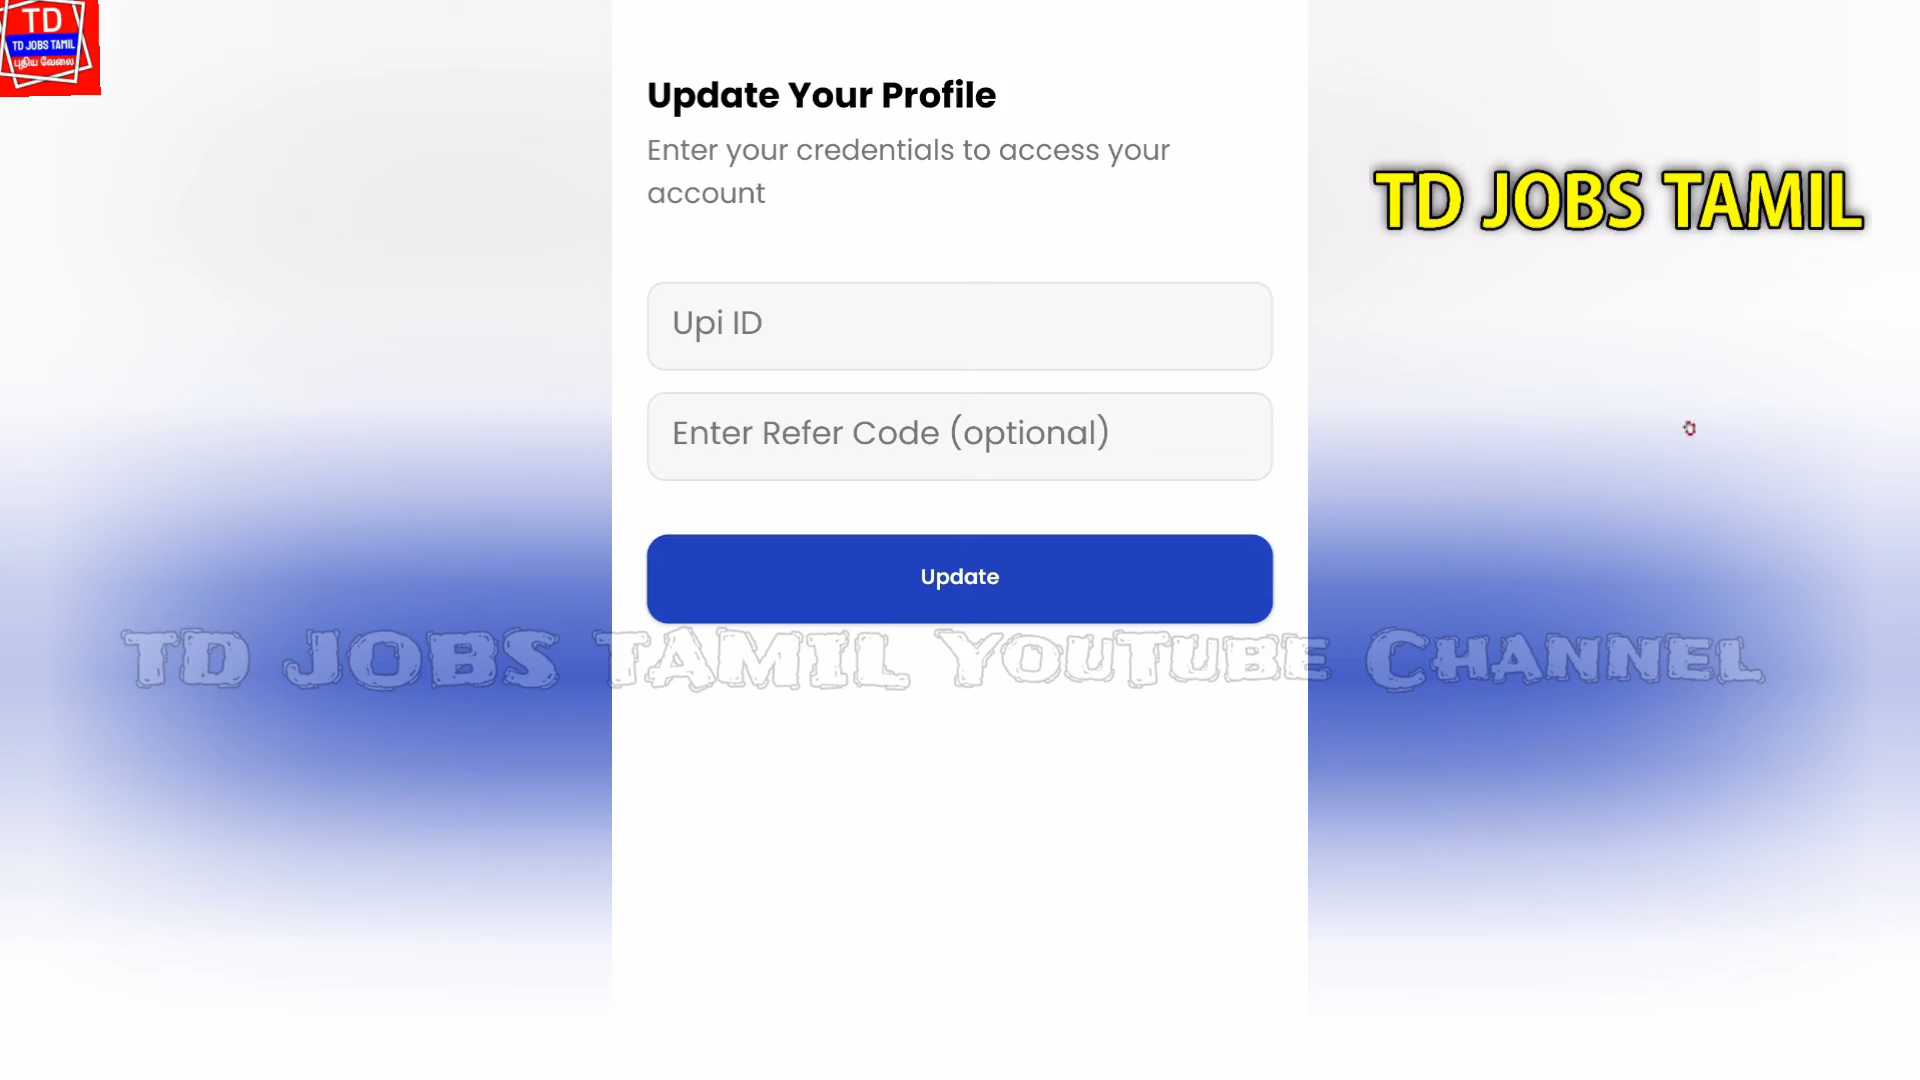 TD
TD JOBS TAMIL
புதிய வேலை
Update Your Profile
Enter your credentials to access your
account
TD JOBS TAMIL
Upi ID
Enter Refer Code (optional)
Update
TD JOBS TAMIL YOUTUBE CHANNEL